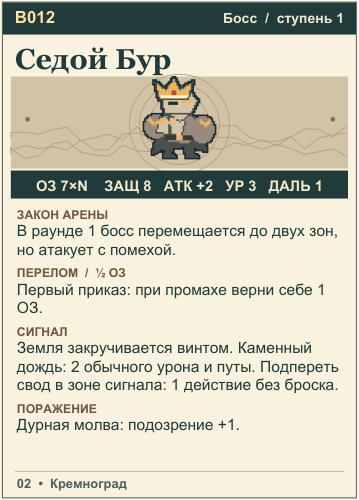 B012
Босс / ступень 1
Седой Бур
ОЗ 7×N ЗАЩ 8 АТК +2 УР 3 ДАЛЬ 1
ЗАКОН АРЕНЫ
В раунде 1 босс перемещается до двух зон,
но атакует с помехой.
ПЕРЕЛОМ / ½ ОЗ
Первый приказ: при промахе верни себе 1
ОЗ.
СИГНАЛ
Земля закручивается винтом. Каменный
дождь: 2 обычного урона и путы. Подпереть
свод в зоне сигнала: 1 действие без броска.
ПОРАЖЕНИЕ
Дурная молва: подозрение +1.
02 • Кремноград